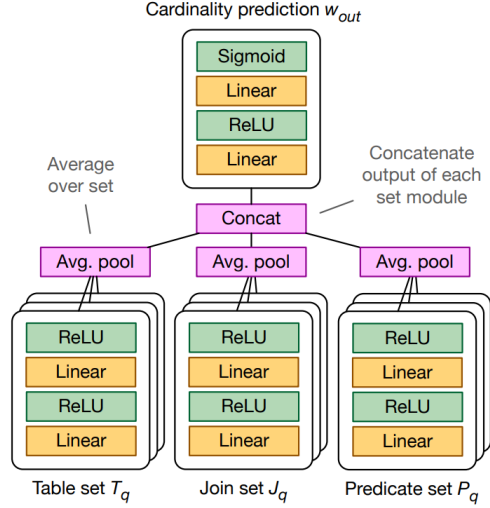 Cardinality prediction w_out
Sigmoid
Linear
ReLU
Linear
Average
over set
Concatenate
output of each
set module
Concat
Avg. pool
Avg. pool
Avg. pool
ReLU
Linear
ReLU
Linear
ReLU
Linear
ReLU
Linear
ReLU
Linear
ReLU
Linear
Table set T_q
Join set J_q
Predicate set P_q